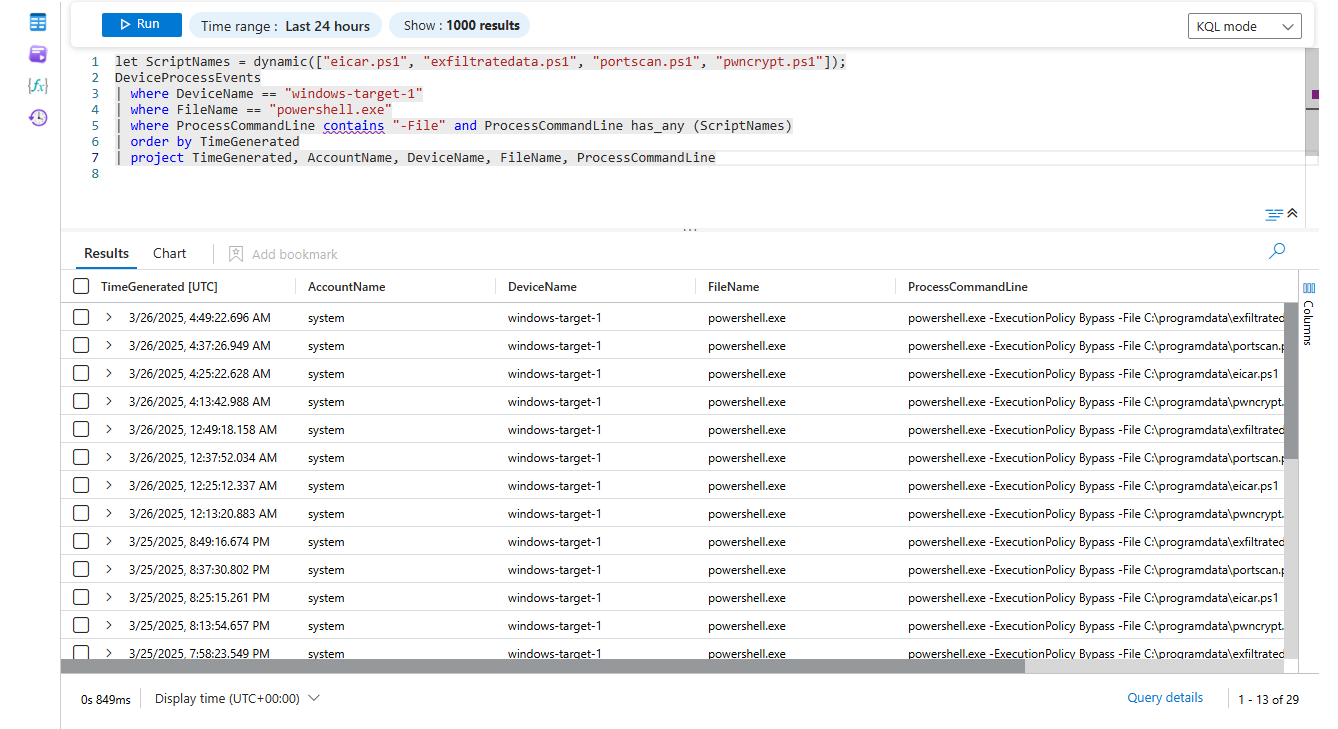 Run
Time range : Last 24 hours
Show : 1000 results
KQL mode
1 let ScriptNames = dynamic(["eicar.ps1", "exfiltratedata.ps1", "portscan.ps1", "pwncrypt.ps1"]);
2 DeviceProcessEvents
3 | where DeviceName == "windows-target-1"
4 | where FileName == "powershell.exe"
5 | where ProcessCommandLine contains "-File" and ProcessCommandLine has_any (ScriptNames)
6 | order by TimeGenerated
7 | project TimeGenerated, AccountName, DeviceName, FileName, ProcessCommandLine
8
Results Chart Add bookmark
TimeGenerated [UTC] AccountName DeviceName FileName ProcessCommandLine
Columns
3/26/2025, 4:49:22.696 AM system windows-target-1 powershell.exe powershell.exe -ExecutionPolicy Bypass -File C:\programdata\exfiltrated
3/26/2025, 4:37:26.949 AM system windows-target-1 powershell.exe powershell.exe -ExecutionPolicy Bypass -File C:\programdata\portscan.p
3/26/2025, 4:25:22.628 AM system windows-target-1 powershell.exe powershell.exe -ExecutionPolicy Bypass -File C:\programdata\eicar.ps1
3/26/2025, 4:13:42.988 AM system windows-target-1 powershell.exe powershell.exe -ExecutionPolicy Bypass -File C:\programdata\pwncrypt.
3/26/2025, 12:49:18.158 AM system windows-target-1 powershell.exe powershell.exe -ExecutionPolicy Bypass -File C:\programdata\exfiltrated
3/26/2025, 12:37:52.034 AM system windows-target-1 powershell.exe powershell.exe -ExecutionPolicy Bypass -File C:\programdata\portscan.p
3/26/2025, 12:25:12.337 AM system windows-target-1 powershell.exe powershell.exe -ExecutionPolicy Bypass -File C:\programdata\eicar.ps1
3/26/2025, 12:13:20.883 AM system windows-target-1 powershell.exe powershell.exe -ExecutionPolicy Bypass -File C:\programdata\pwncrypt.
3/25/2025, 8:49:16.674 PM system windows-target-1 powershell.exe powershell.exe -ExecutionPolicy Bypass -File C:\programdata\exfiltrated
3/25/2025, 8:37:30.802 PM system windows-target-1 powershell.exe powershell.exe -ExecutionPolicy Bypass -File C:\programdata\portscan.p
3/25/2025, 8:25:15.261 PM system windows-target-1 powershell.exe powershell.exe -ExecutionPolicy Bypass -File C:\programdata\eicar.ps1
3/25/2025, 8:13:54.657 PM system windows-target-1 powershell.exe powershell.exe -ExecutionPolicy Bypass -File C:\programdata\pwncrypt.
3/25/2025, 7:58:23.549 PM system windows-target-1 powershell.exe powershell.exe -ExecutionPolicy Bypass -File C:\programdata\exfiltrated
0s 849ms Display time (UTC+00:00) Query details 1 - 13 of 29